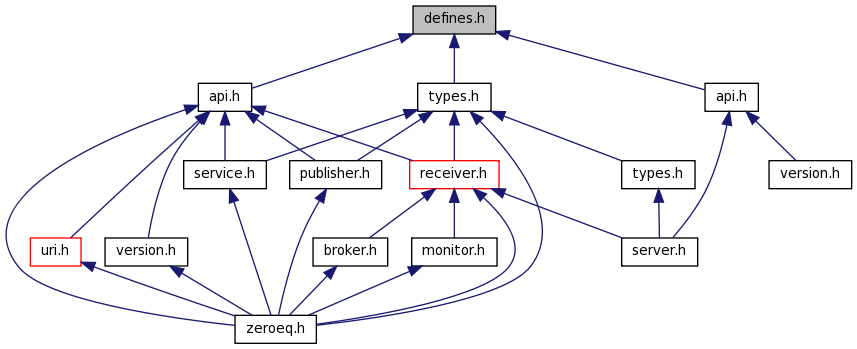 defines.h
api.h
types.h
api.h
service.h
publisher.h
receiver.h
types.h
version.h
uri.h
version.h
broker.h
monitor.h
server.h
zeroeq.h